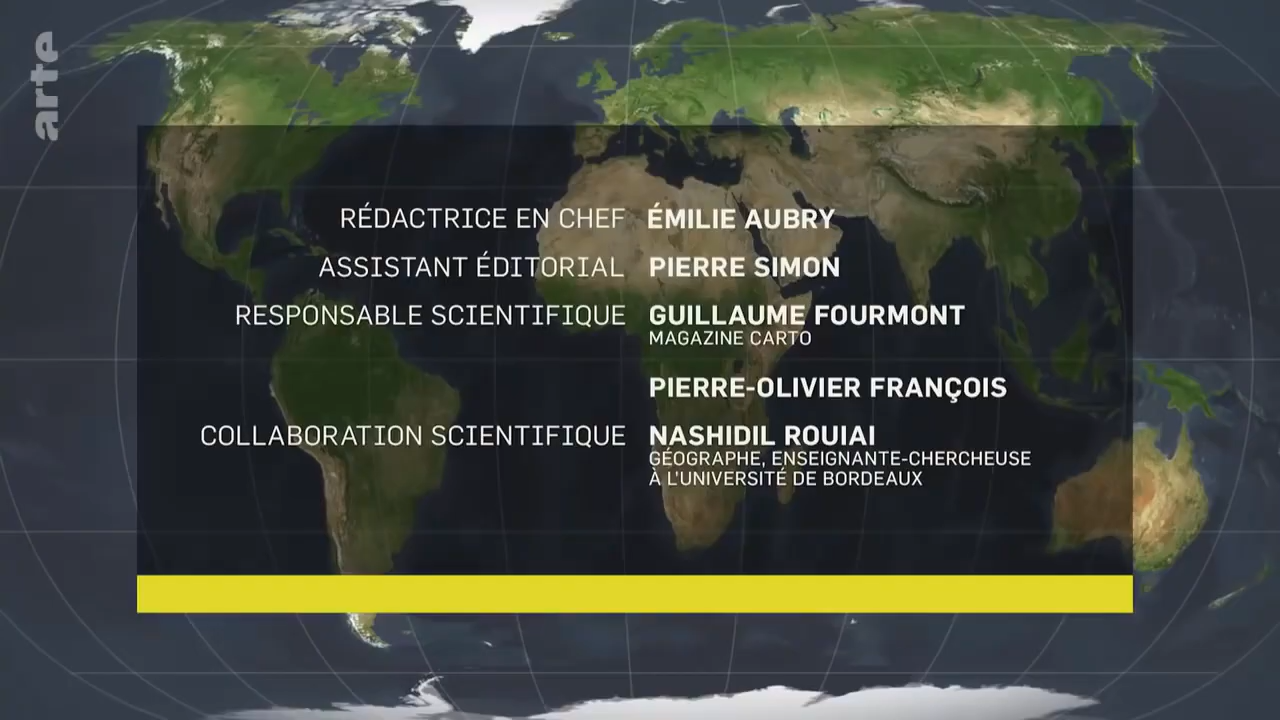 arte
RÉDACTRICE EN CHEF ÉMILIE AUBRY
ASSISTANT ÉDITORIAL PIERRE SIMON
RESPONSABLE SCIENTIFIQUE GUILLAUME FOURMONT
MAGAZINE CARTO
PIERRE-OLIVIER FRANÇOIS
COLLABORATION SCIENTIFIQUE NASHIDIL ROUIAI
GÉOGRAPHE, ENSEIGNANTE-CHERCHEUSE
À L'UNIVERSITÉ DE BORDEAUX